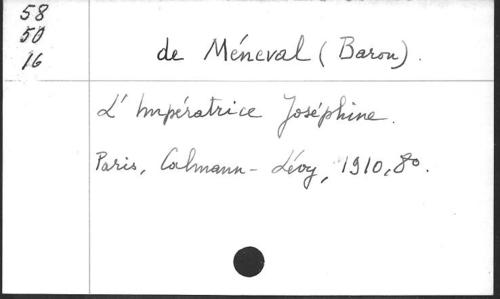 58
50
16
de Méneval (Baron).
L'Impératrice Joséphine.
Paris, Calmann-Lévy, 1910, 8°.